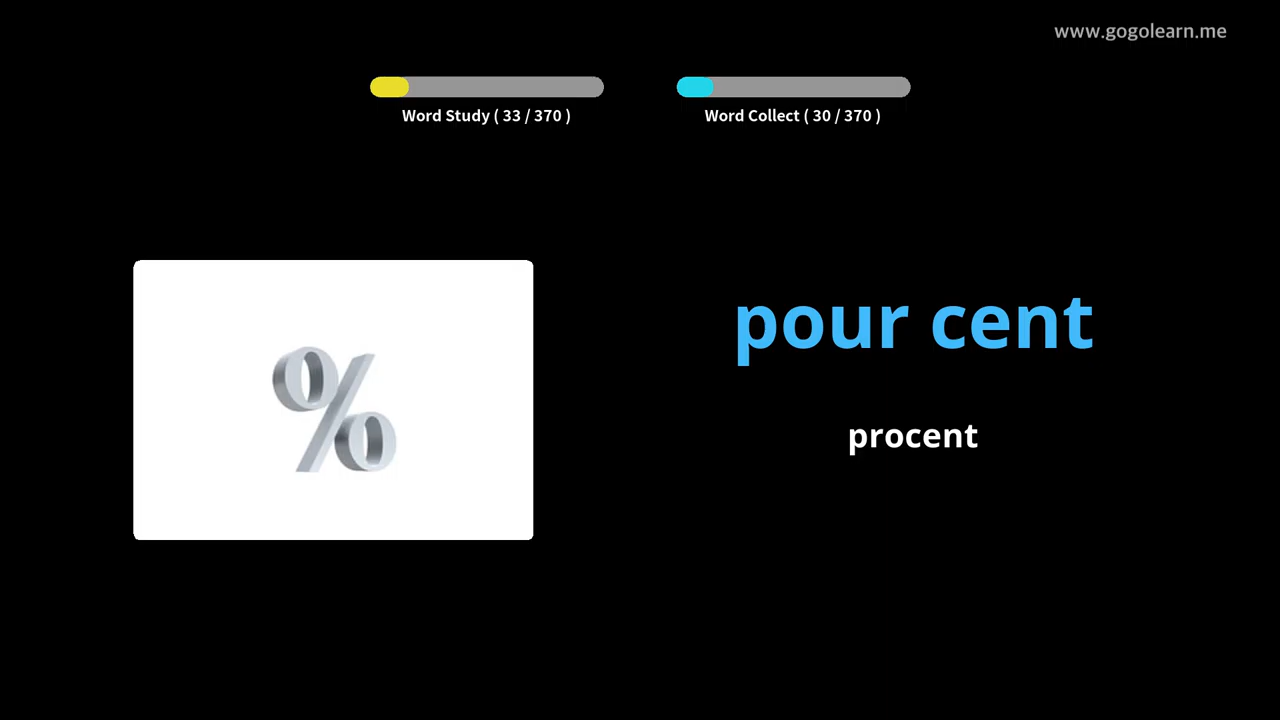 www.gogolearn.me
Word Study ( 33 / 370 )
Word Collect ( 30 / 370 )
%
pour cent
procent